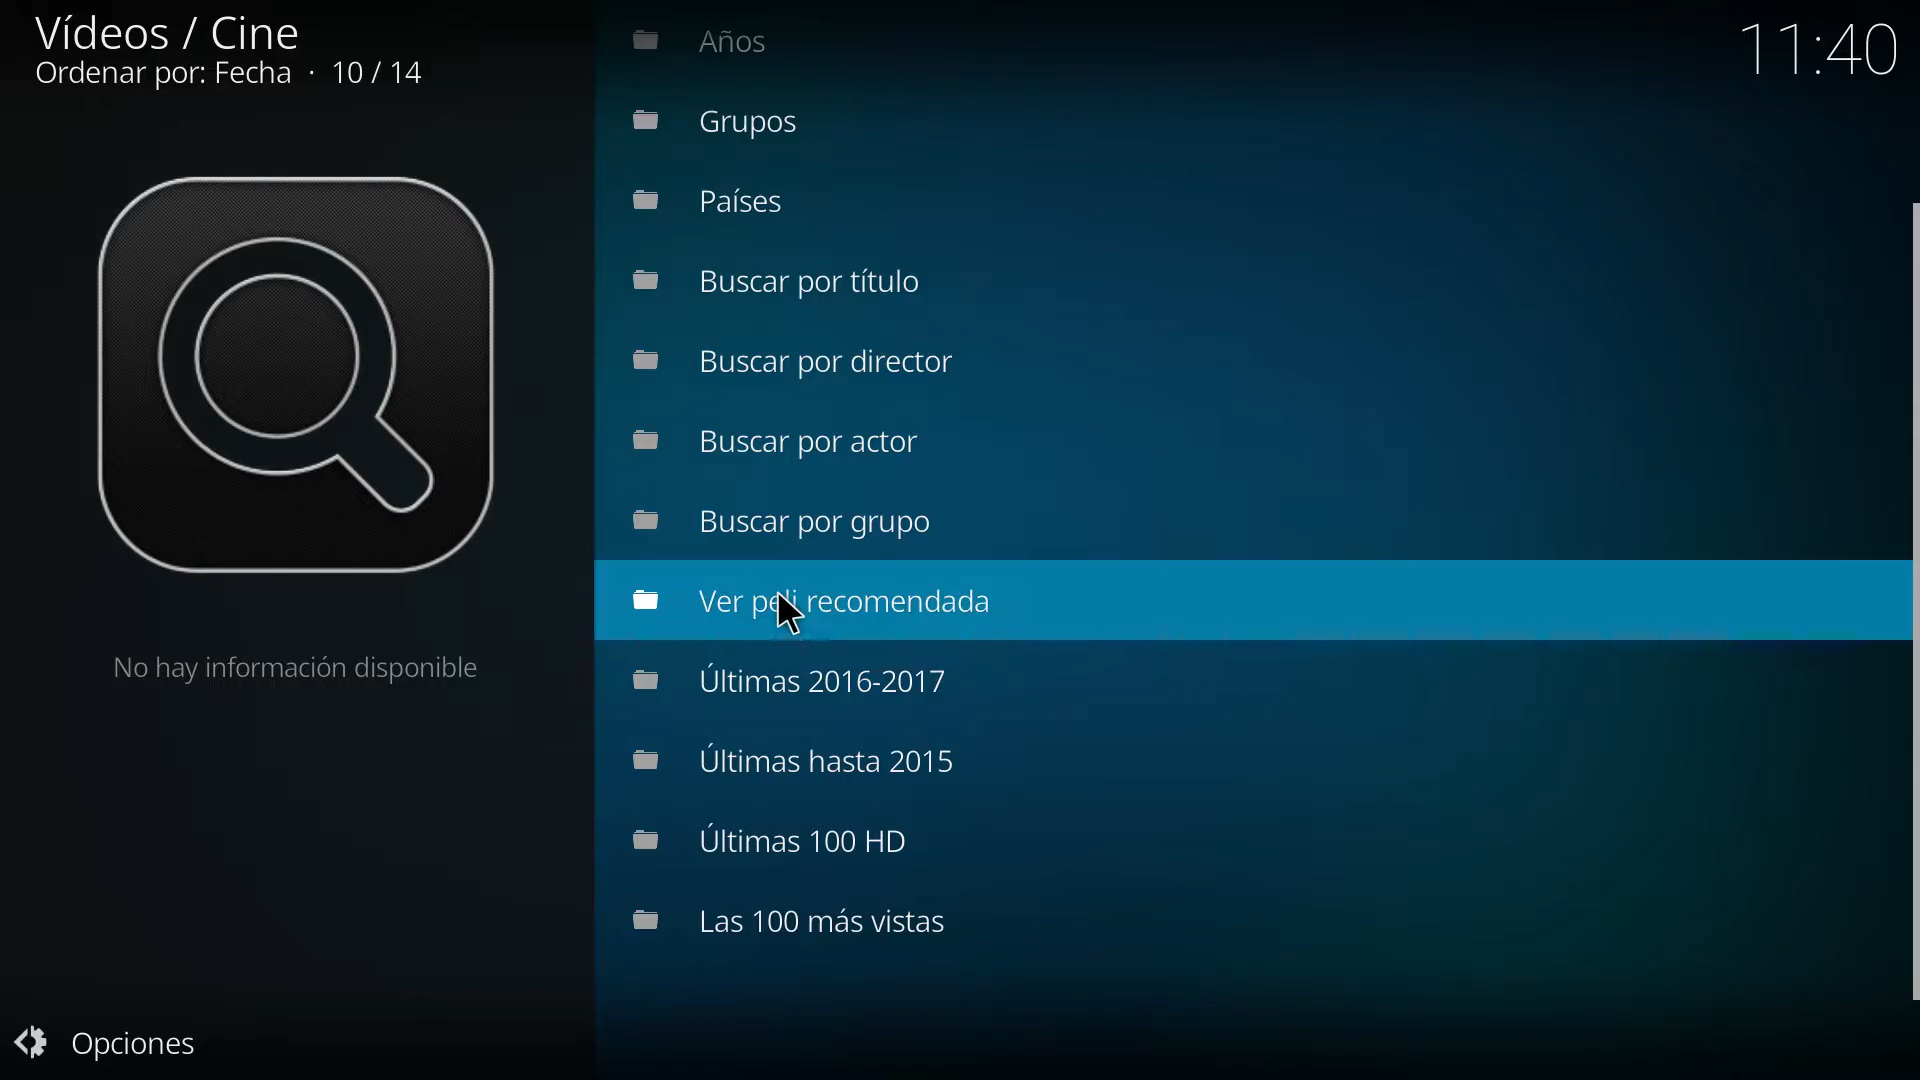 Vídeos / Cine
Ordenar por: Fecha · 10 / 14
11:40
Años
Grupos
Países
Buscar por título
Buscar por director
Buscar por actor
Buscar por grupo
Ver peli recomendada
Últimas 2016-2017
Últimas hasta 2015
Últimas 100 HD
Las 100 más vistas
No hay información disponible
Opciones